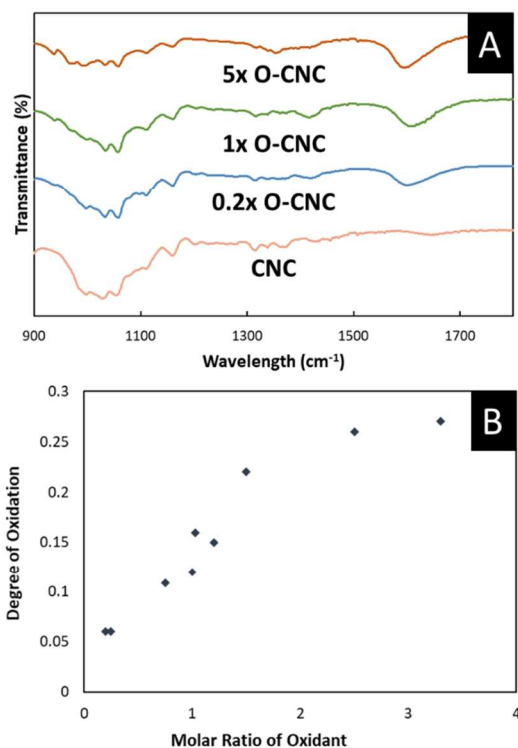 A
5x O-CNC
1x O-CNC
0.2x O-CNC
CNC
Transmittance (%)
900 1100 1300 1500 1700
Wavelength (cm⁻¹)
B
0.3
0.25
0.2
0.15
0.1
0.05
0
Degree of Oxidation
0 1 2 3 4
Molar Ratio of Oxidant